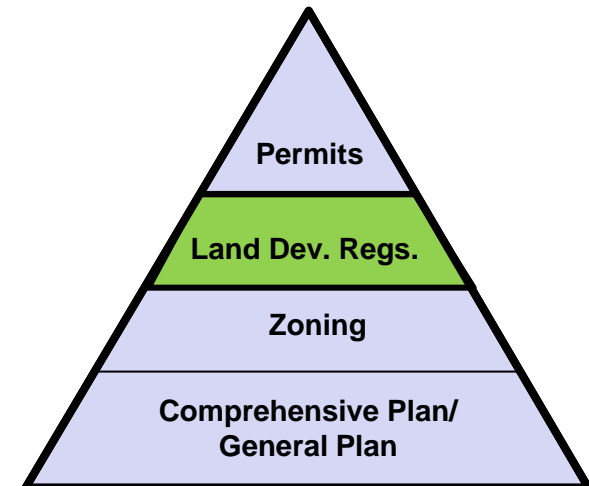 Permits
Land Dev. Regs.
Zoning
Comprehensive Plan/
General Plan